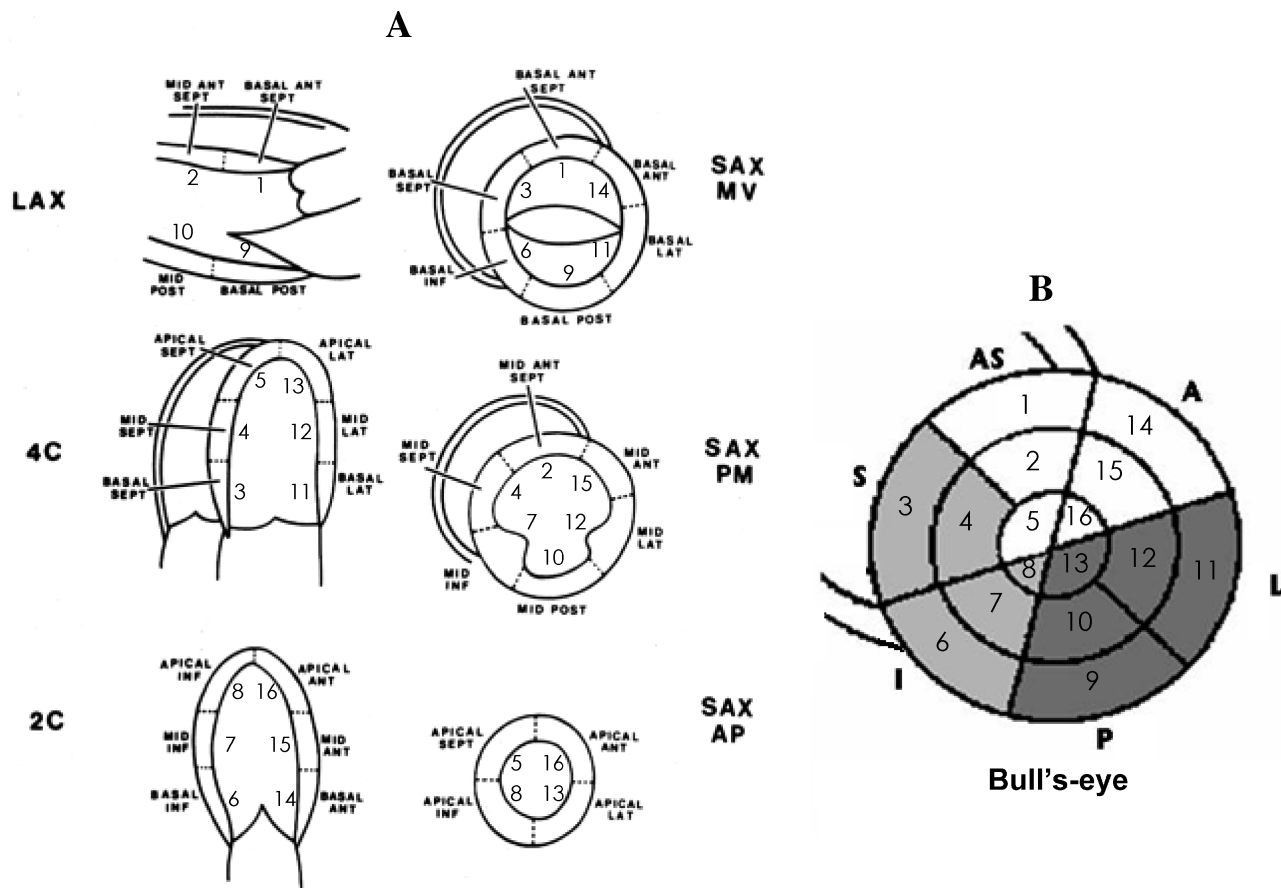 A
LAX
MID ANT
SEPT
BASAL ANT
SEPT
2
1
10
9
MID
POST
BASAL POST
BASAL ANT
SEPT
BASAL
SEPT
BASAL
ANT
BASAL
LAT
BASAL
INF
BASAL POST
1
3
14
6
11
9
SAX
MV
4C
APICAL
SEPT
APICAL
LAT
MID
SEPT
MID
LAT
BASAL
SEPT
BASAL
LAT
5
13
4
12
3
11
MID ANT
SEPT
MID
SEPT
MID
ANT
MID
LAT
MID
INF
MID POST
2
4
15
7
12
10
SAX
PM
2C
APICAL
INF
APICAL
ANT
MID
INF
MID
ANT
BASAL
INF
BASAL
ANT
8
16
7
15
6
14
APICAL
SEPT
APICAL
ANT
APICAL
INF
APICAL
LAT
5
16
8
13
SAX
AP
B
AS
A
S
L
I
P
1
14
2
15
3
4
5
16
8
13
12
11
7
10
6
9
Bull's-eye